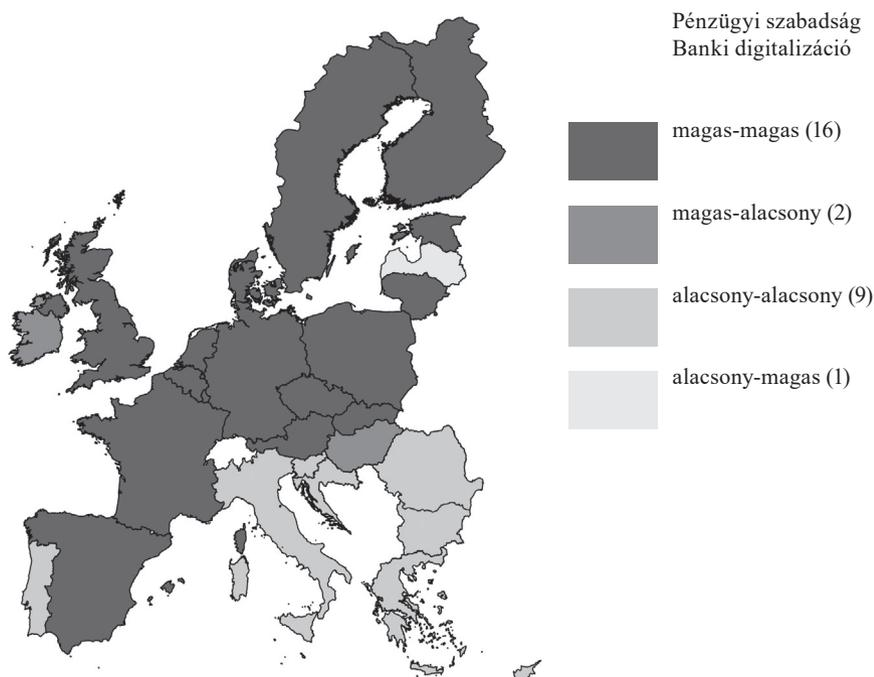 Pénzügyi szabadság
Banki digitalizáció
magas-magas (16)
magas-alacsony (2)
alacsony-alacsony (9)
alacsony-magas (1)